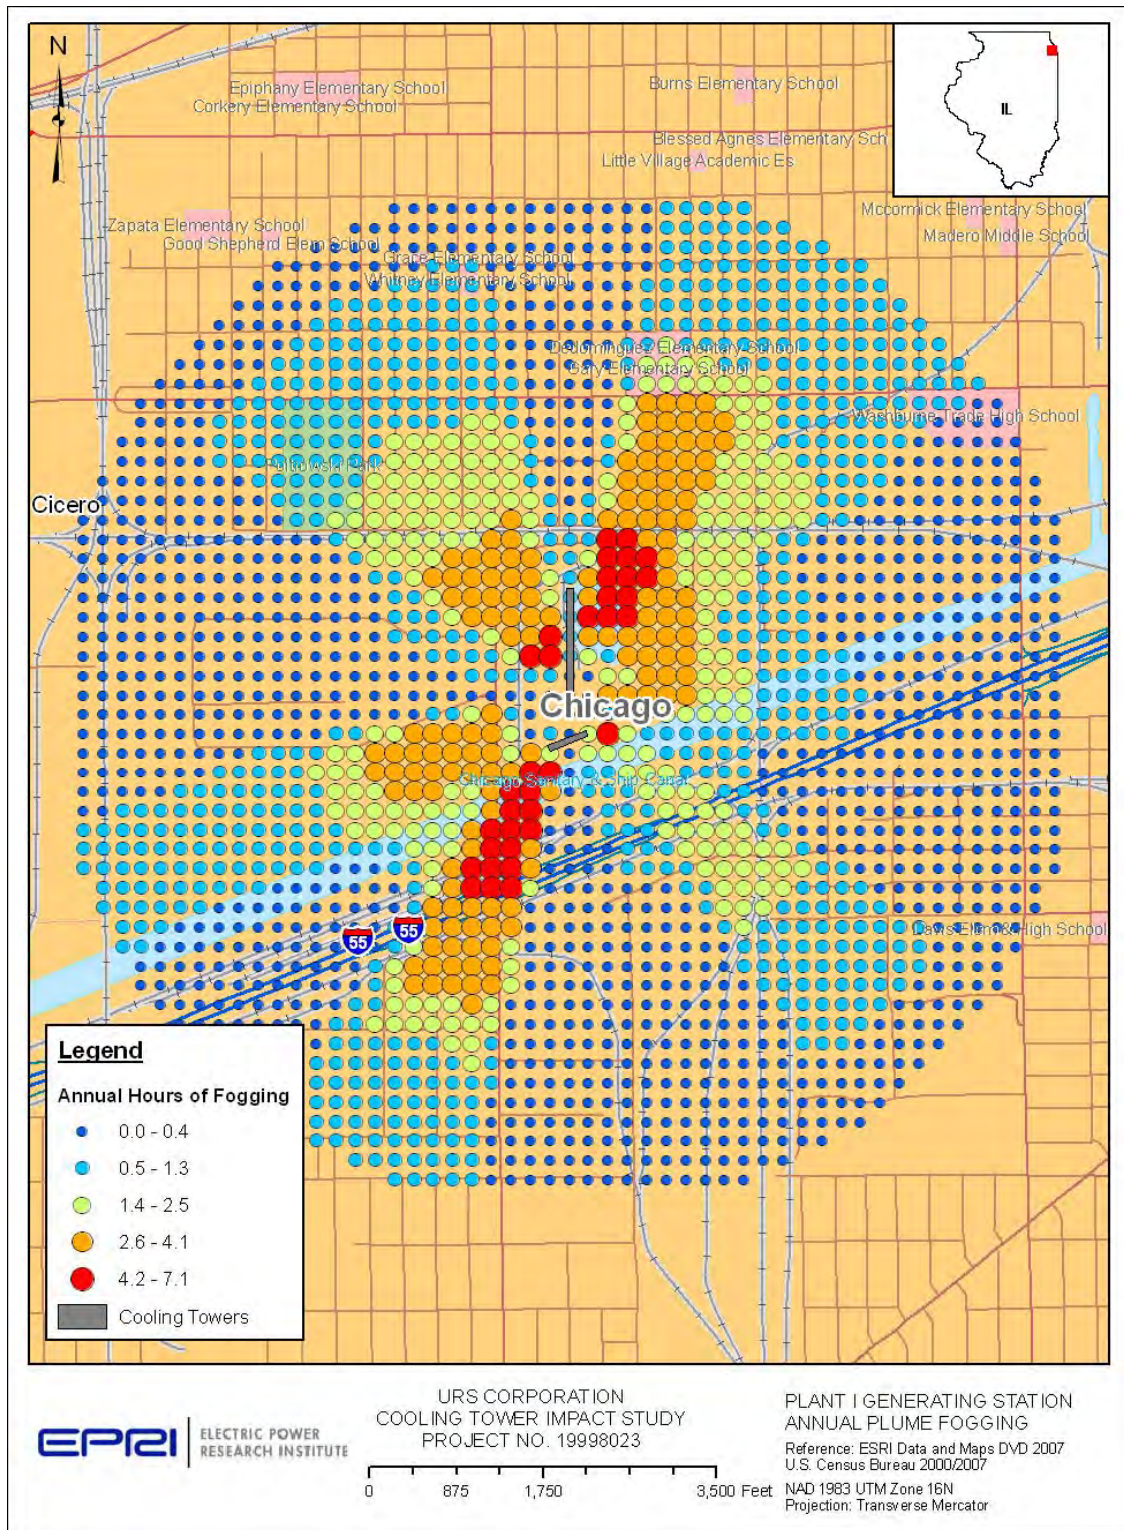 N
IL
Epiphany Elementary School
Corkery Elementary School
Burns Elementary School
Blessed Agnes Elementary Sch
Little Village Academic Es
Mccormick Elementary School
Madero Middle School
Zapata Elementary School
Good Shepherd Elem School
Grace Elementary School
Whitney Elementary School
Dedominguez Elementary School
Gary Elementary School
Washburne Trade High School
Piotrowski Park
Cicero
Chicago
Chicago Sanitary & Ship Canal
55
55
Davis Elem & High School
Legend
Annual Hours of Fogging
0.0 - 0.4
0.5 - 1.3
1.4 - 2.5
2.6 - 4.1
4.2 - 7.1
Cooling Towers
EPRI
ELECTRIC POWER
RESEARCH INSTITUTE
URS CORPORATION
COOLING TOWER IMPACT STUDY
PROJECT NO. 19998023
0 875 1,750 3,500 Feet
PLANT I GENERATING STATION
ANNUAL PLUME FOGGING
Reference: ESRI Data and Maps DVD 2007
U.S. Census Bureau 2000/2007
NAD 1983 UTM Zone 16N
Projection: Transverse Mercator